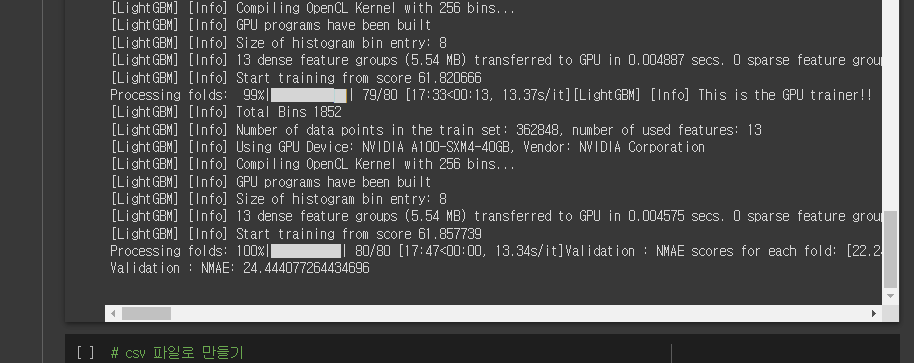 [LightGBM] [Info] Compiling OpenCL Kernel with 256 bins...
[LightGBM] [Info] GPU programs have been built
[LightGBM] [Info] Size of histogram bin entry: 8
[LightGBM] [Info] 13 dense feature groups (5.54 MB) transferred to GPU in 0.004887 secs. 0 sparse feature grou
[LightGBM] [Info] Start training from score 61.820666
Processing folds:  99%|█████████▉| 79/80 [17:33<00:13, 13.37s/it][LightGBM] [Info] This is the GPU trainer!!
[LightGBM] [Info] Total Bins 1852
[LightGBM] [Info] Number of data points in the train set: 362848, number of used features: 13
[LightGBM] [Info] Using GPU Device: NVIDIA A100-SXM4-40GB, Vendor: NVIDIA Corporation
[LightGBM] [Info] Compiling OpenCL Kernel with 256 bins...
[LightGBM] [Info] GPU programs have been built
[LightGBM] [Info] Size of histogram bin entry: 8
[LightGBM] [Info] 13 dense feature groups (5.54 MB) transferred to GPU in 0.004575 secs. 0 sparse feature grou
[LightGBM] [Info] Start training from score 61.857739
Processing folds: 100%|██████████| 80/80 [17:47<00:00, 13.34s/it]Validation : NMAE scores for each fold: [22.2
Validation : NMAE: 24.444077264434696
[ ] # csv 파일로 만들기